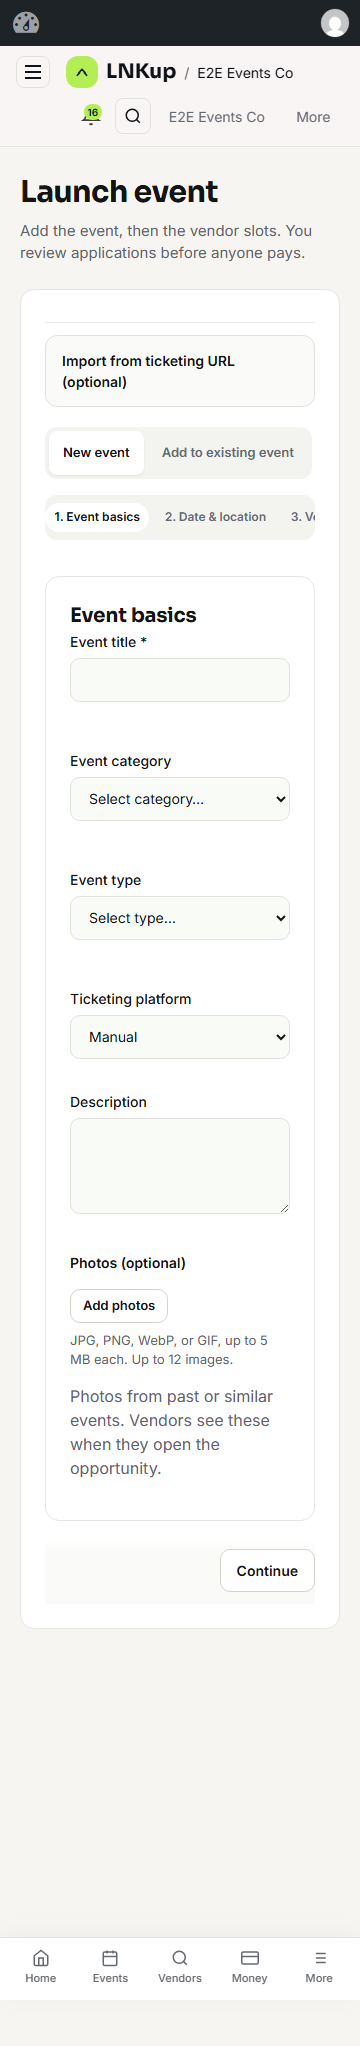 LNKup / E2E Events Co
16
E2E Events Co
More
Launch event
Add the event, then the vendor slots. You
review applications before anyone pays.
Import from ticketing URL
(optional)
New event
Add to existing event
1. Event basics
2. Date & location
3.
Event basics
Event title *
Event category
Select category...
Event type
Select type...
Ticketing platform
Manual
Description
Photos (optional)
Add photos
JPG, PNG, WebP, or GIF, up to 5
MB each. Up to 12 images.
Photos from past or similar
events. Vendors see these
when they open the
opportunity.
Continue
Home
Events
Vendors
Money
More